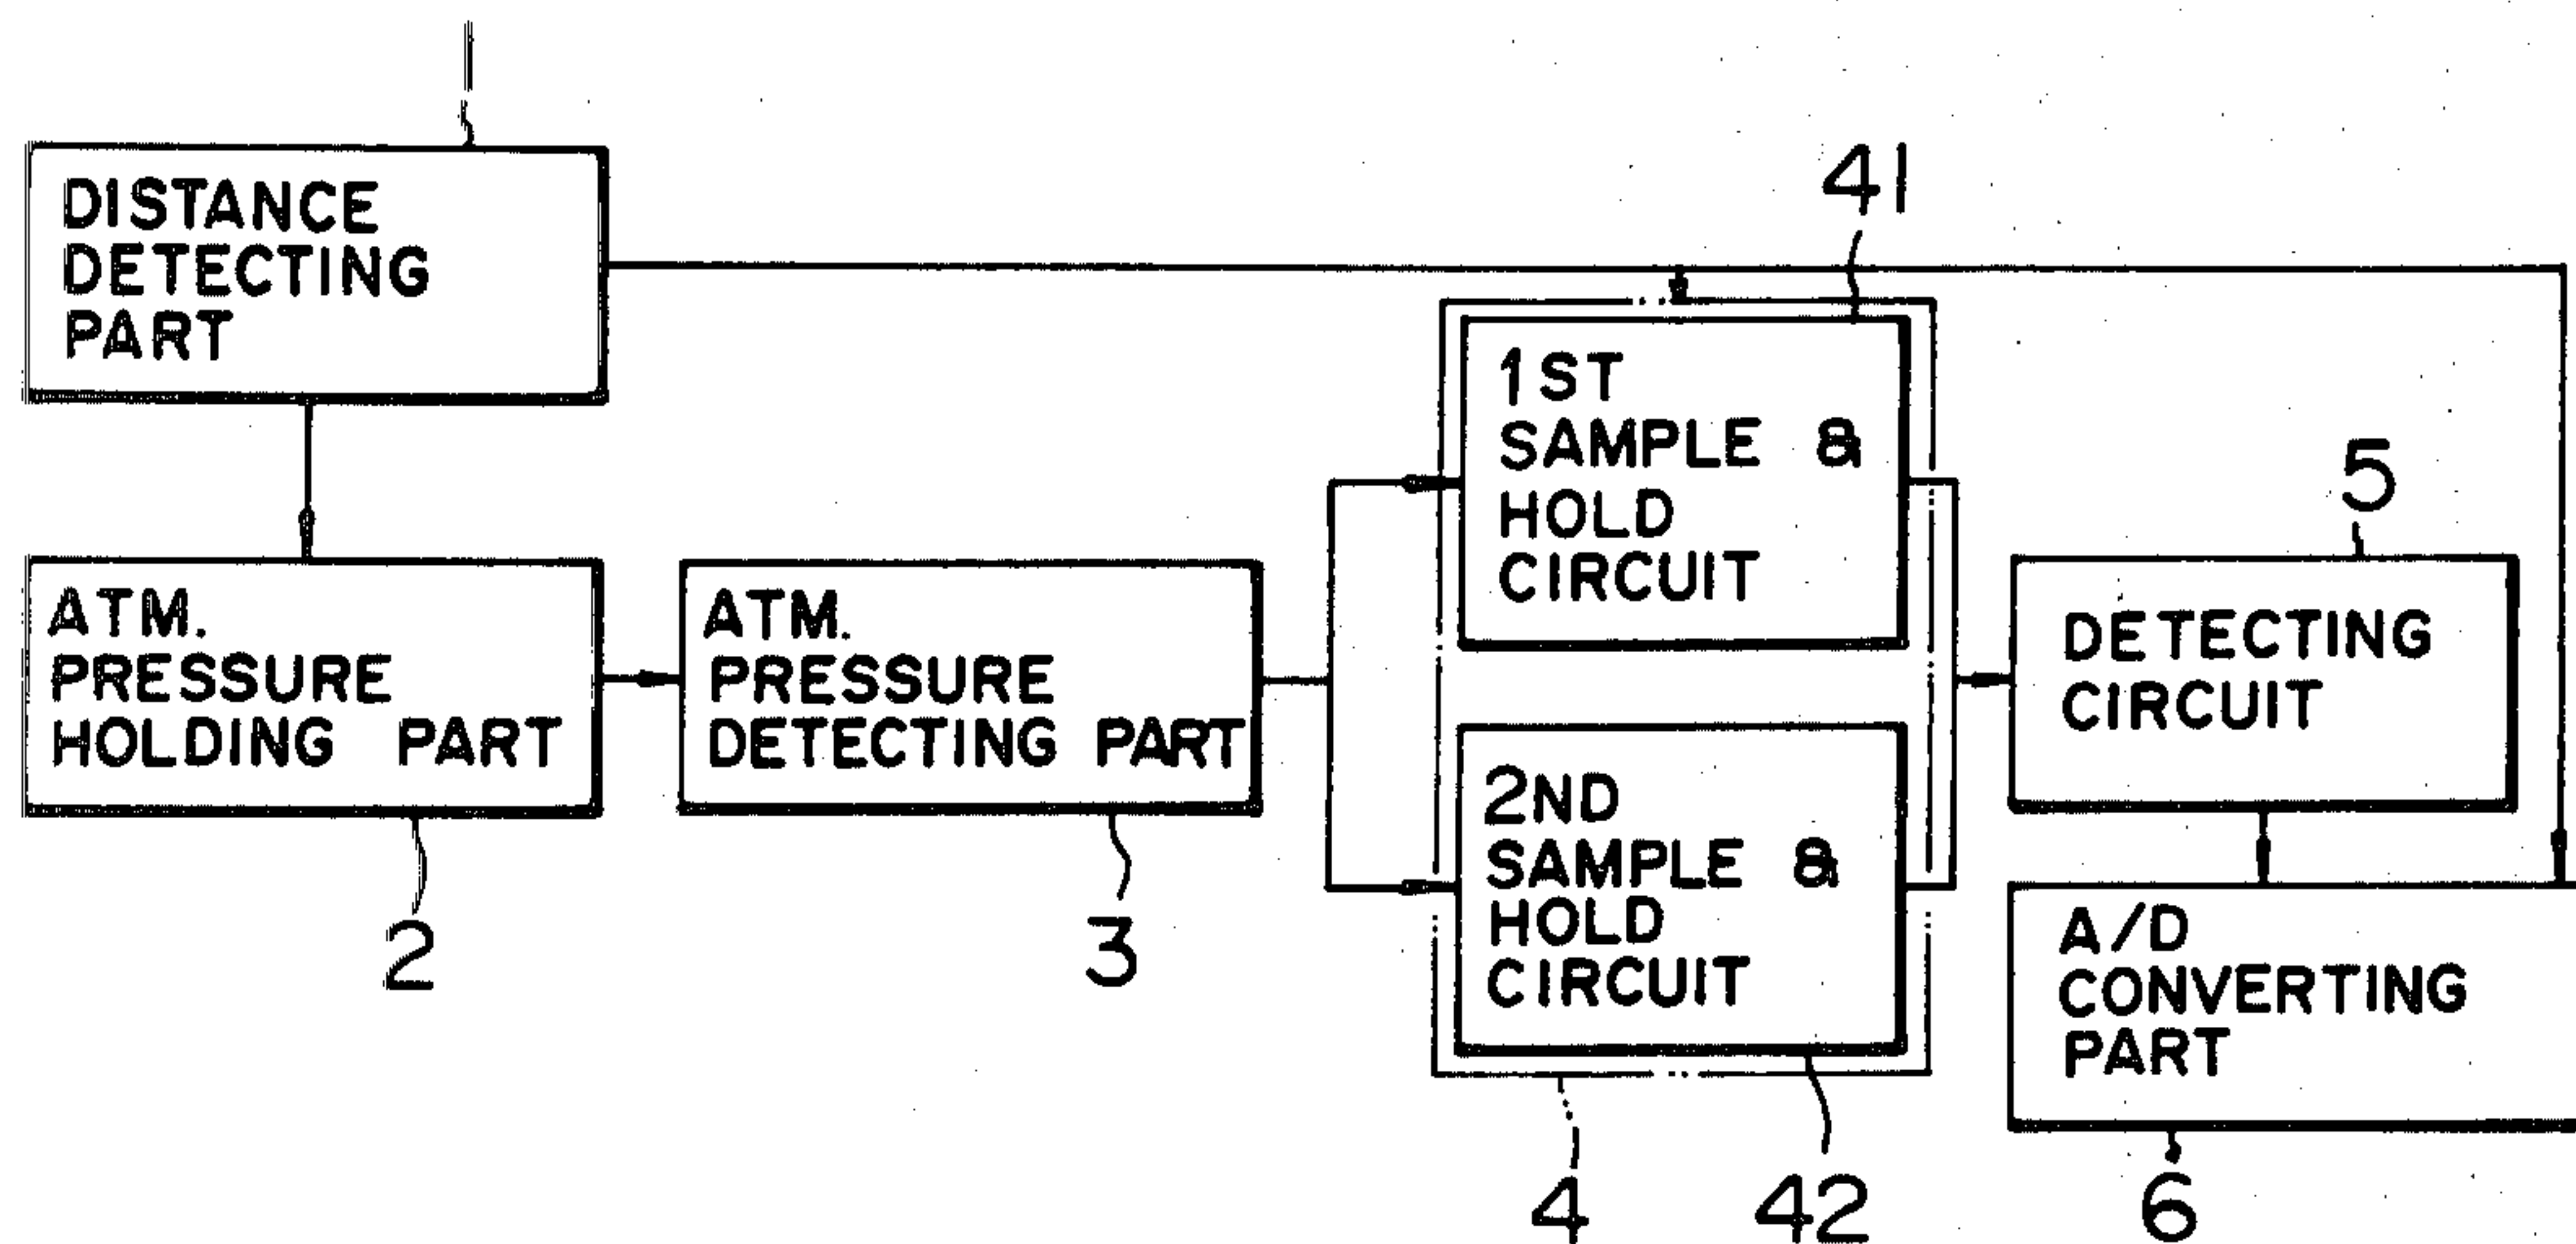 1
DISTANCE
DETECTING
PART
41
1ST
SAMPLE &
HOLD
CIRCUIT
5
ATM.
PRESSURE
HOLDING PART
ATM.
PRESSURE
DETECTING PART
DETECTING
CIRCUIT
2ND
SAMPLE &
HOLD
CIRCUIT
A/D
CONVERTING
PART
2
3
4
42
6